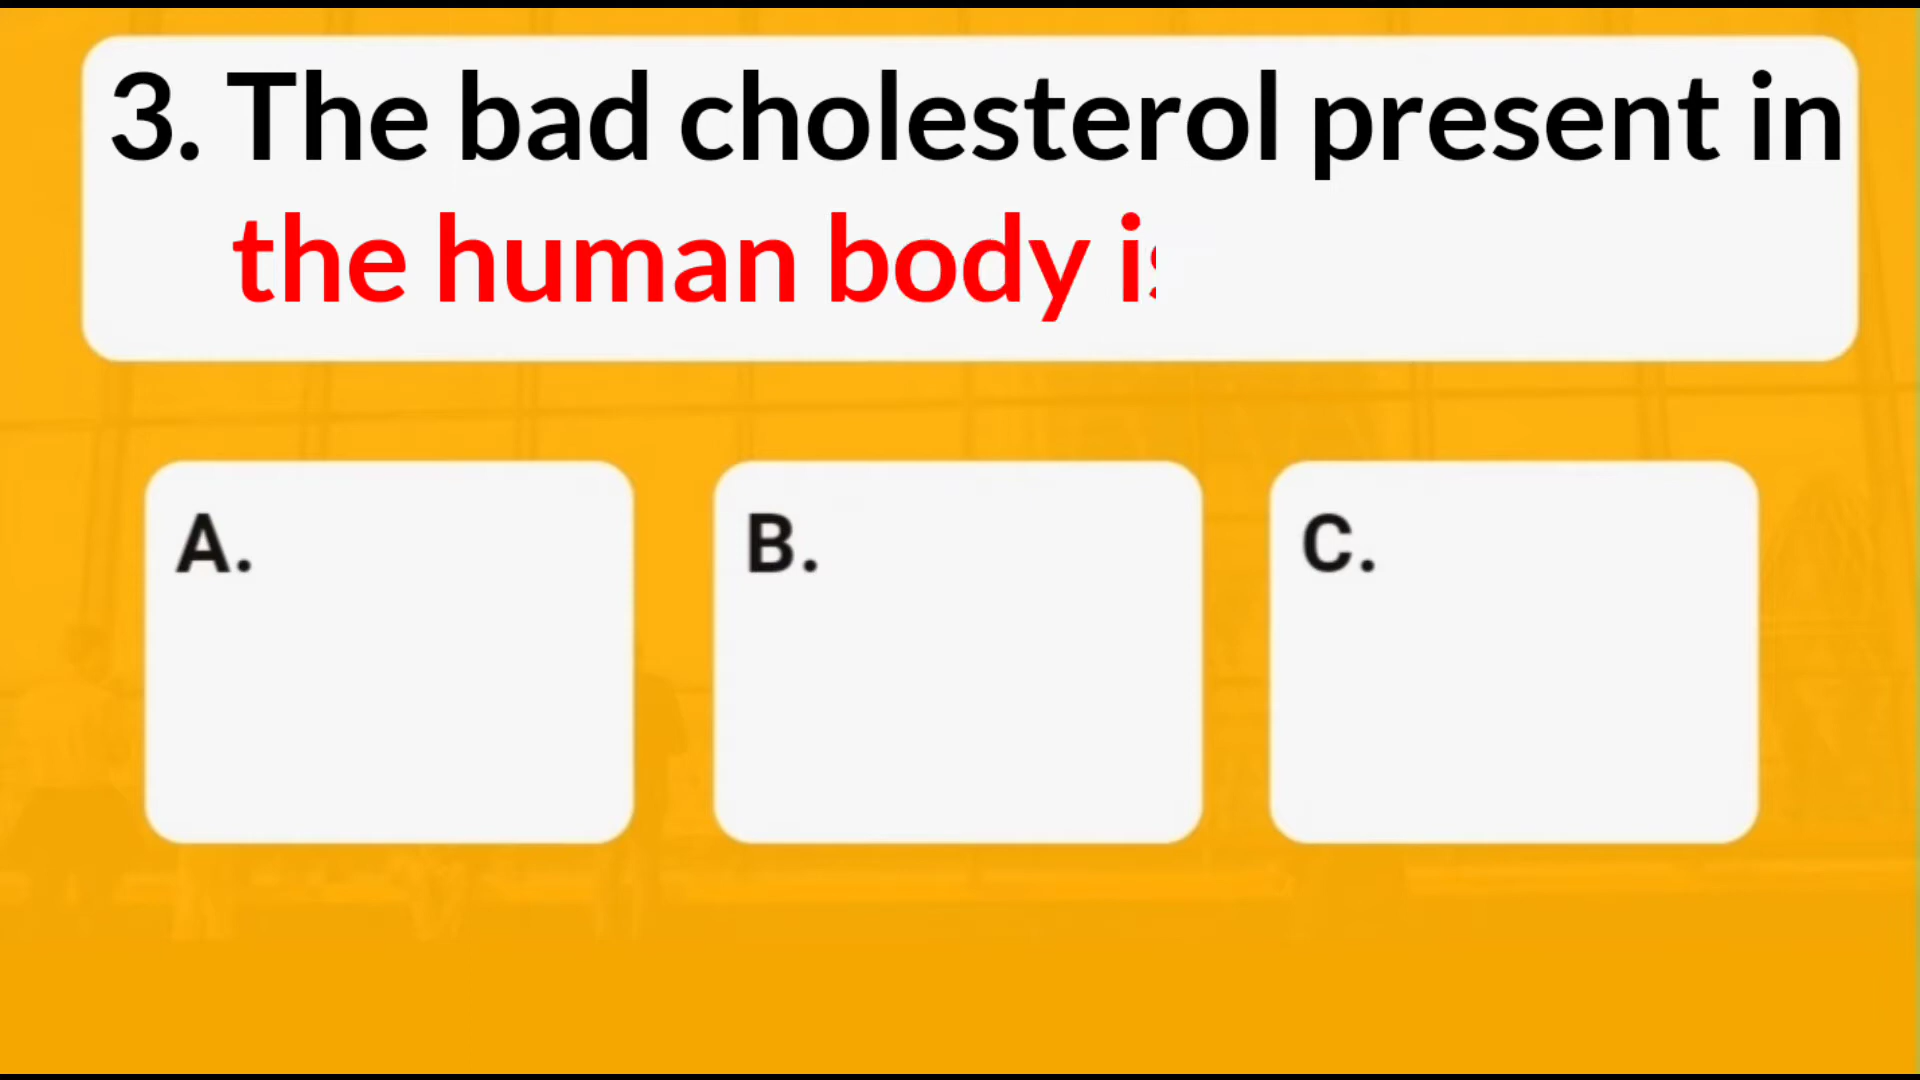 3. The bad cholesterol present in
the human body is
A.
B.
C.